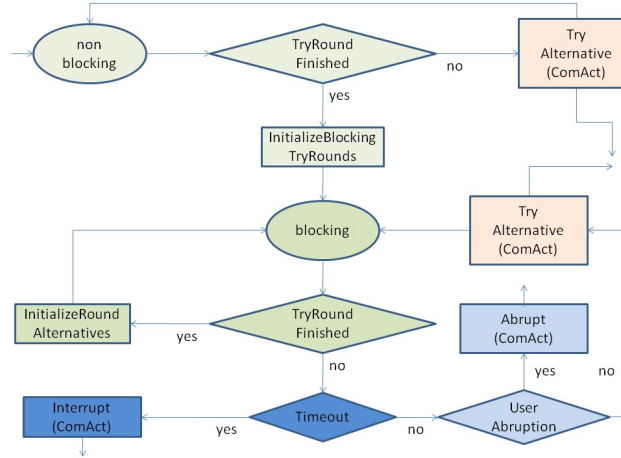 non
blocking
TryRound
Finished
no
Try
Alternative
(ComAct)
yes
InitializeBlocking
TryRounds
blocking
Try
Alternative
(ComAct)
InitializeRound
Alternatives
yes
TryRound
Finished
no
Abrupt
(ComAct)
yes
no
Interrupt
(ComAct)
yes
Timeout
no
User
Abruption